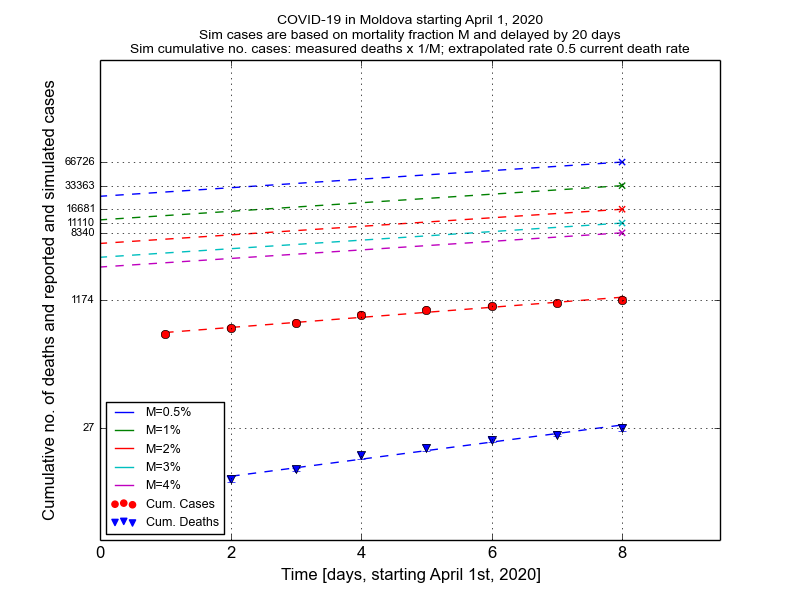 COVID-19 in Moldova starting April 1, 2020
Sim cases are based on mortality fraction M and delayed by 20 days
Sim cumulative no. cases: measured deaths x 1/M; extrapolated rate 0.5 current death rate
Cumulative no. of deaths and reported and simulated cases
66726
33363
16681
11110
8340
1174
27
M=0.5%
M=1%
M=2%
M=3%
M=4%
Cum. Cases
Cum. Deaths
0 2 4 6 8
Time [days, starting April 1st, 2020]